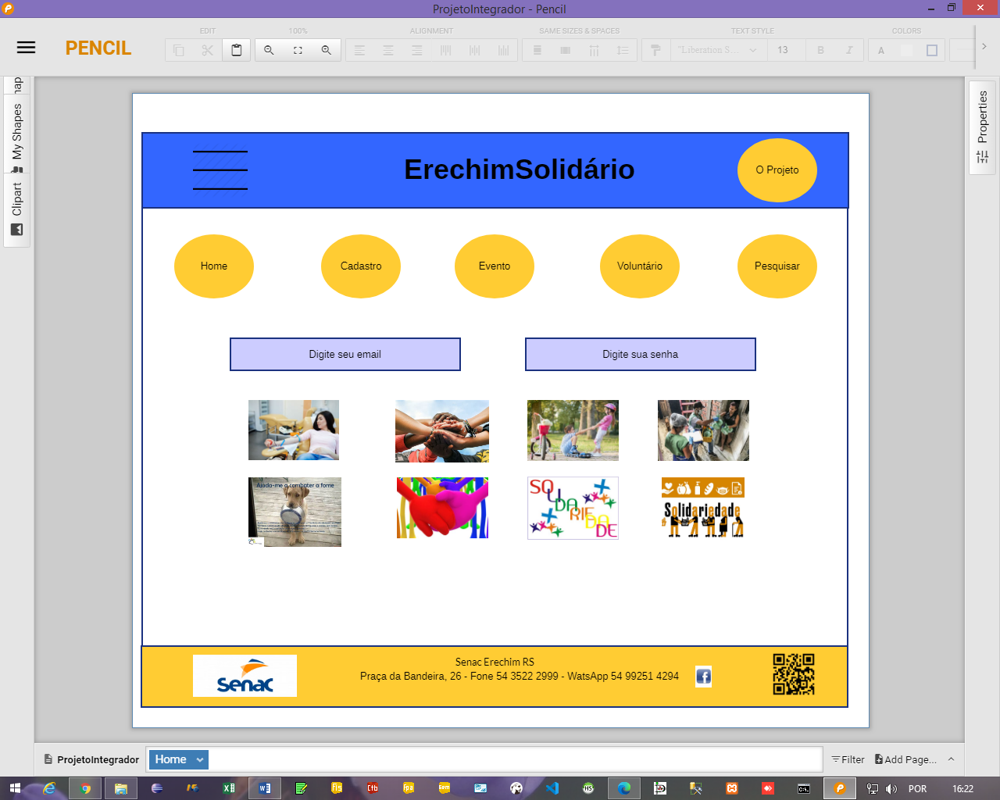 ProjetoIntegrador - Pencil
PENCIL
EDIT
100%
ALIGNMENT
SAME SIZES & SPACES
TEXT STYLE
COLORS
"Liberation S ...
13
B
I
A
My Shapes
Clipart
Properties
ErechimSolidário
O Projeto
Home
Cadastro
Evento
Voluntário
Pesquisar
Digite seu email
Digite sua senha
Ajuda-me a combater a fome
SOLIDARIEDADE
Solidariedade
Senac
Senac Erechim RS
Praça da Bandeira, 26 - Fone 54 3522 2999 - WatsApp 54 99251 4294
ProjetoIntegrador
Home
Filter
Add Page...
POR
16:22